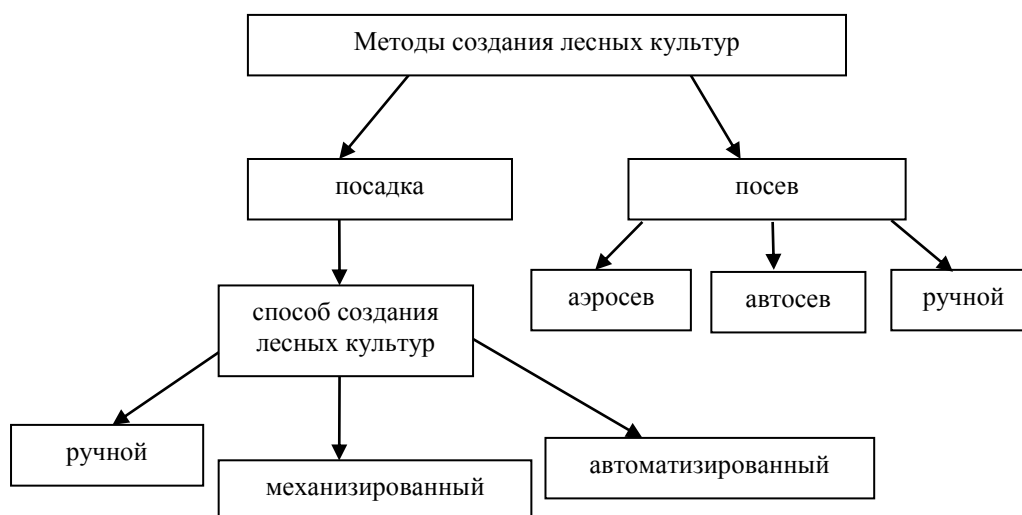 Методы создания лесных культур
посадка
посев
аэросев
автосев
ручной
способ создания
лесных культур
ручной
механизированный
автоматизированный